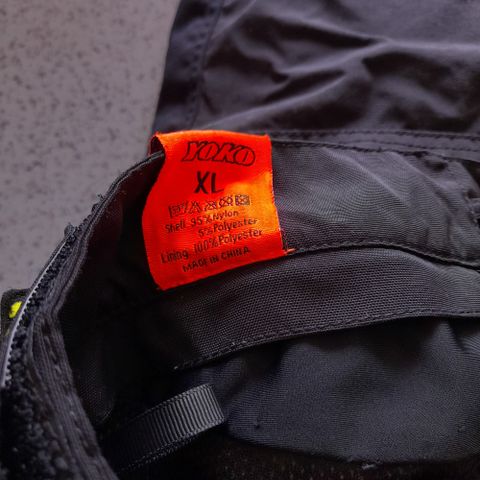 YOKO
XL
Shell: 95% Nylon
5% Polyester
Lining: 100% Polyester
MADE IN CHINA